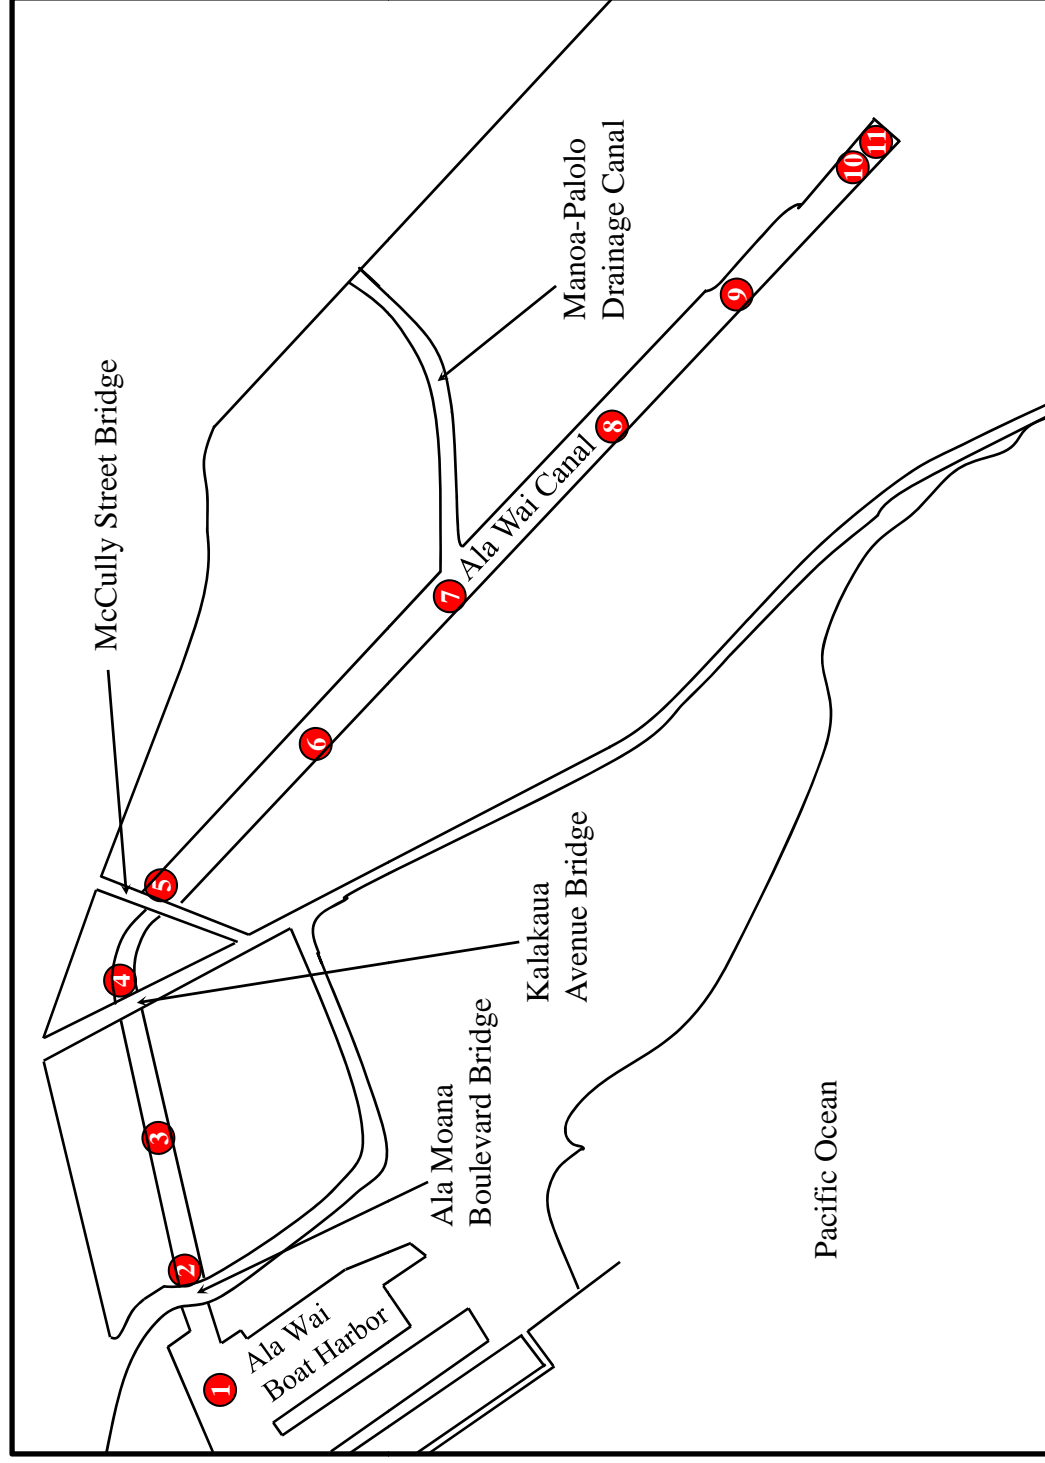 McCully Street Bridge
Manoa-Palolo
Drainage Canal
Ala Wai Canal
Kalakaua
Avenue Bridge
Ala Moana
Boulevard Bridge
Ala Wai
Boat Harbor
Pacific Ocean
1
2
3
4
5
6
7
8
9
10
11